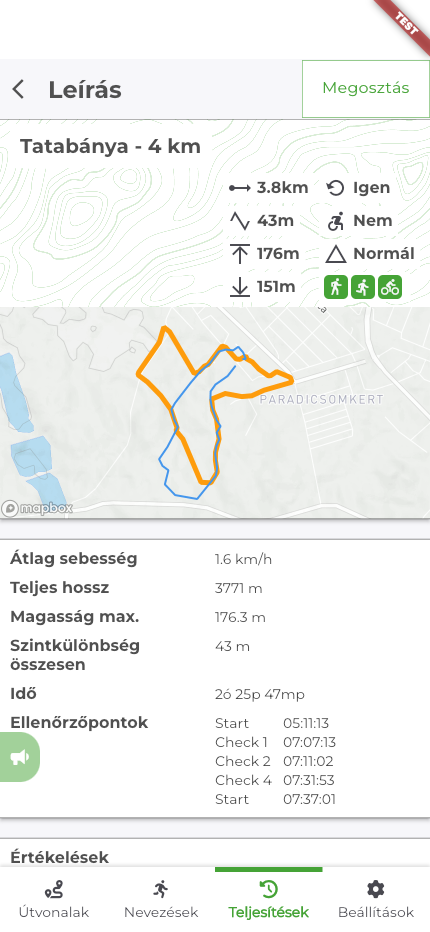 TEST
Leírás
Megosztás
Tatabánya - 4 km
3.8km
Igen
43m
Nem
176m
Normál
151m
PARADICSOMKERT
mapbox
Átlag sebesség 1.6 km/h
Teljes hossz 3771 m
Magasság max. 176.3 m
Szintkülönbség 43 m
összesen
Idő 2ó 25p 47mp
Ellenőrzőpontok Start 05:11:13
Check 1 07:07:13
Check 2 07:11:02
Check 4 07:31:53
Start 07:37:01
Értékelések
Útvonalak
Nevezések
Teljesítések
Beállítások